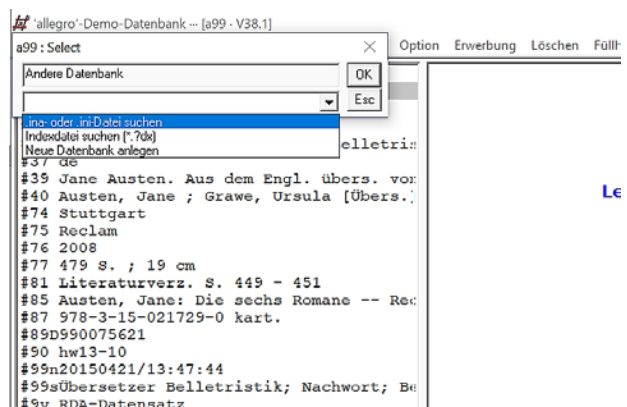 'allegro'-Demo-Datenbank -- [a99 - V38.1]
a99 : Select
Option Erwerbung Löschen Füllh
Andere Datenbank
OK
Esc
.ina- oder .ini-Datei suchen
Indexdatei suchen (*.?dx)
Neue Datenbank anlegen
elletris
#37 de
#39 Jane Austen. Aus dem Engl. übers. von
#40 Austen, Jane ; Grawe, Ursula [Übers.]
Le
#74 Stuttgart
#75 Reclam
#76 2008
#77 479 S. ; 19 cm
#81 Literaturverz. S. 449 - 451
#85 Austen, Jane: Die sechs Romane -- Rec
#87 978-3-15-021729-0 kart.
#89D990075621
#90 hw13-10
#99n20150421/13:47:44
#99sÜbersetzer Belletristik; Nachwort; Be
#9v RDA-Datensatz